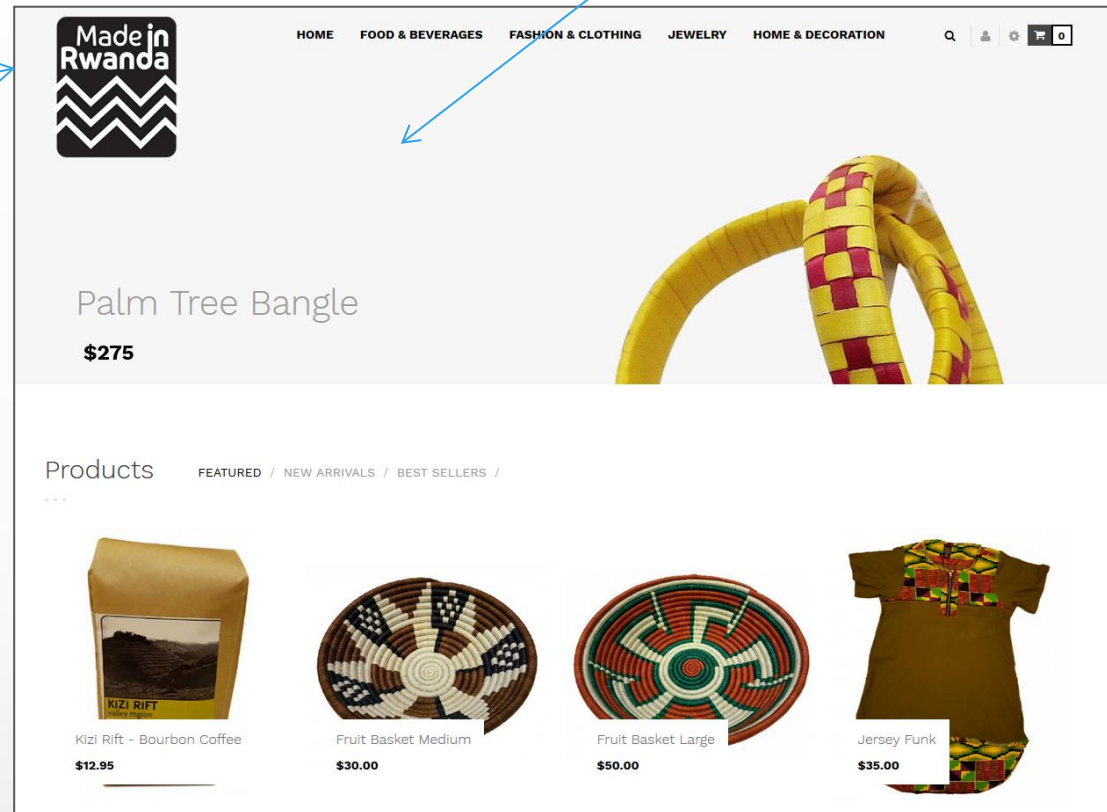 Made in
Rwanda
HOME FOOD & BEVERAGES FASHION & CLOTHING JEWELRY HOME & DECORATION 0
Palm Tree Bangle
$275
Products FEATURED / NEW ARRIVALS / BEST SELLERS /
KIZI RIFT
valley region
Kizi Rift - Bourbon Coffee Fruit Basket Medium Fruit Basket Large Jersey Funk
$12.95 $30.00 $50.00 $35.00